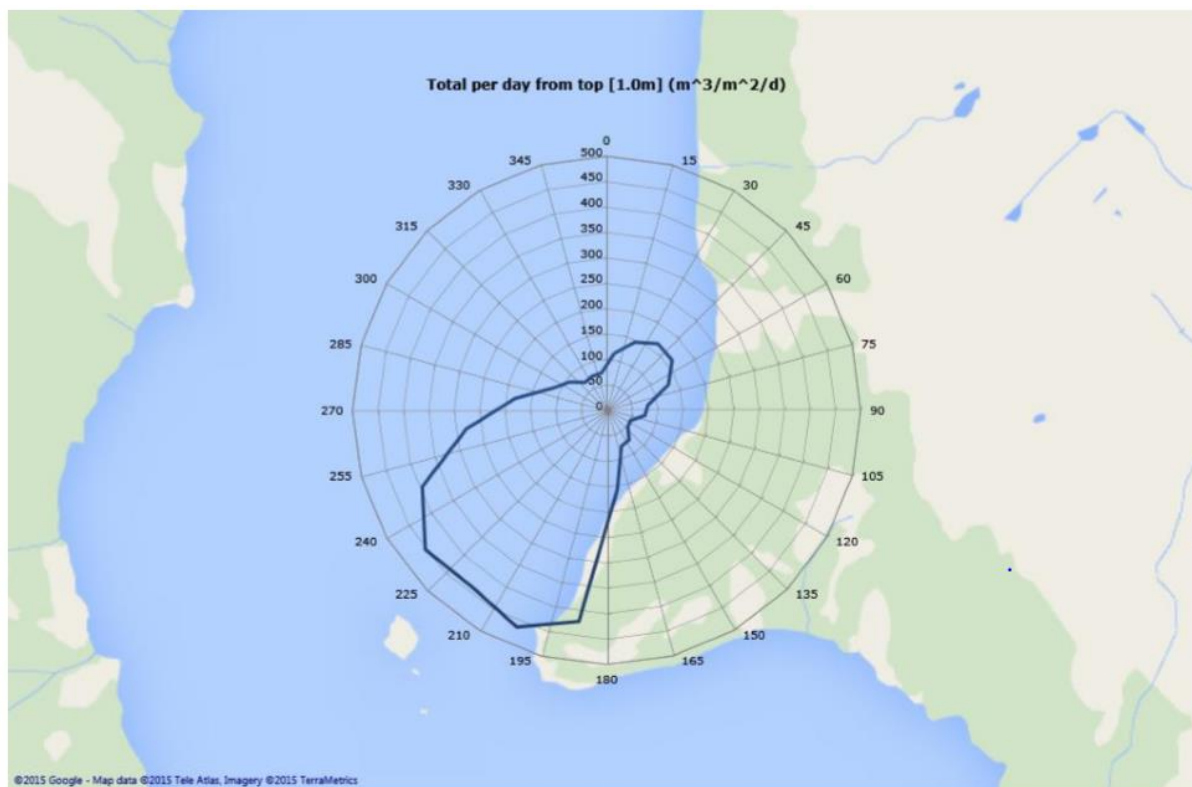 Total per day from top [1.0m] (m^3/m^2/d)
0
345 500 15
450
330 30
400
315 350 45
300
300 250 60
200
285 150 75
100
50
270 0 90
255 105
240 120
225 135
210 150
195 165
180
©2015 Google - Map data ©2015 Tele Atlas, Imagery ©2015 TerraMetrics